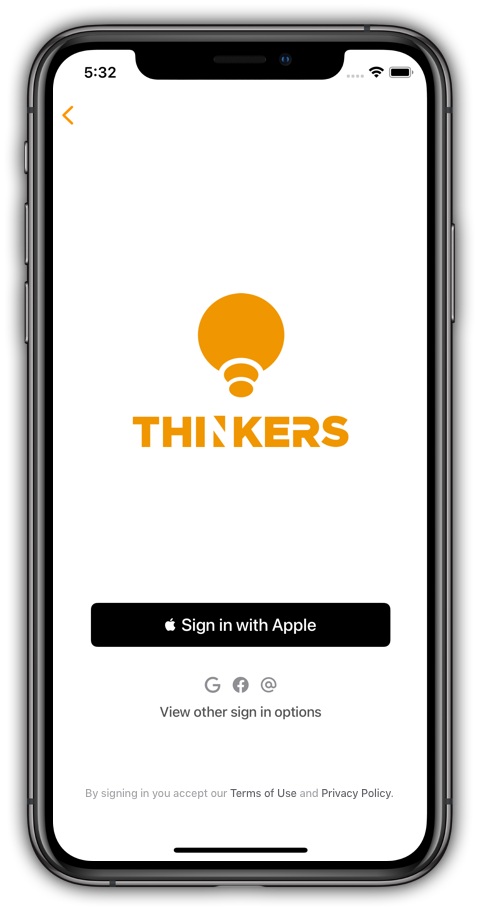 5:32
THINKERS
Sign in with Apple
View other sign in options
By signing in you accept our Terms of Use and Privacy Policy.